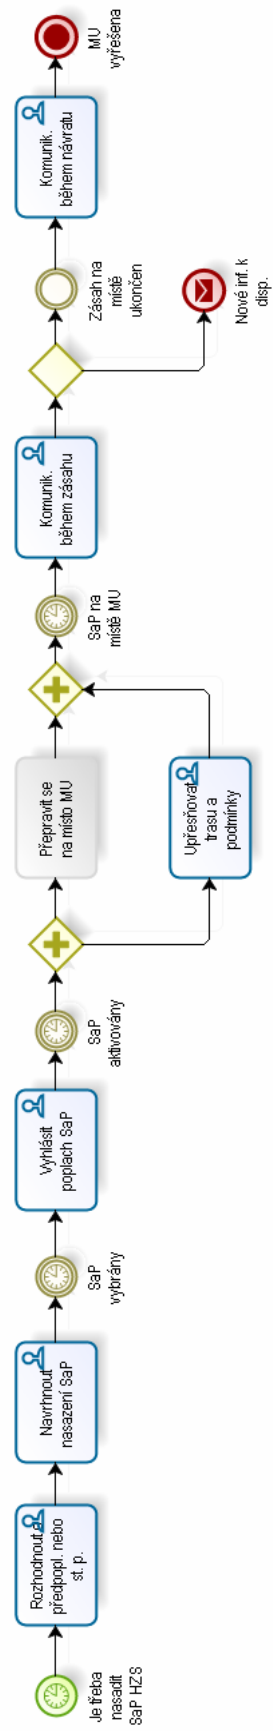 Je třeba
nasadit
SaP HZS
Rozhodnout o
předpopl. nebo
st. p.
Navrhnout
nasazení SaP
SaP
vybrány
Vyhlásit
poplach SaP
SaP
aktivovány
Přepravit se
na místo MU
Upřesňovat
trasu a
podmínky
SaP na
místě MU
Komunik.
během zásahu
Nové inf. k
disp.
Zásah na
místě
ukončen
Komunik.
během návratu
MU
vyřešena